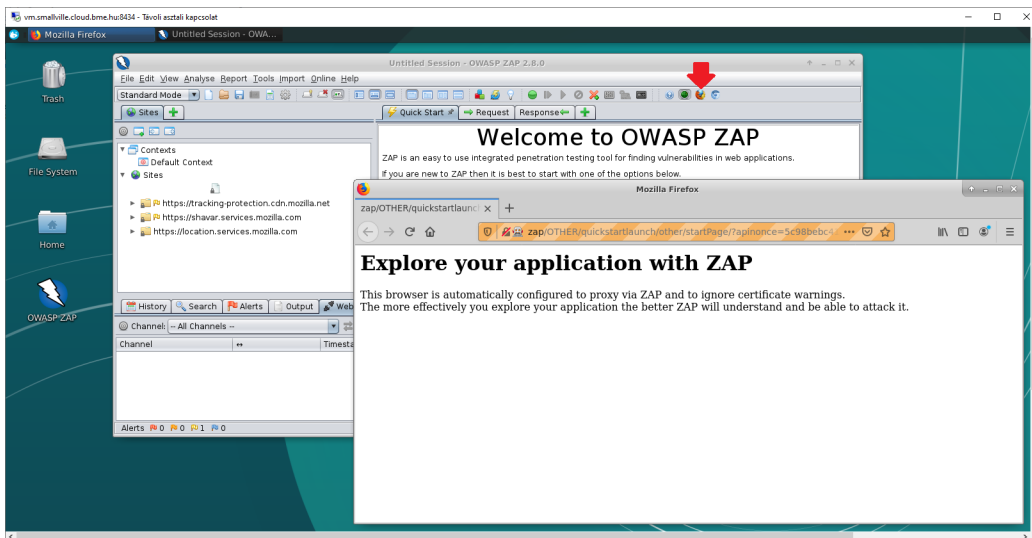 vm.smallville.cloud.bme.hu:8434 - Távoli asztali kapcsolat
Mozilla Firefox
Untitled Session - OWA...
Trash
File System
Home
OWASP ZAP
Untitled Session - OWASP ZAP 2.8.0
File Edit View Analyse Report Tools Import Online Help
Standard Mode
Sites
Quick Start Request Response
Contexts
Default Context
Sites
https://tracking-protection.cdn.mozilla.net
https://shavar.services.mozilla.com
https://location.services.mozilla.com
Welcome to OWASP ZAP
ZAP is an easy to use integrated penetration testing tool for finding vulnerabilities in web applications.
If you are new to ZAP then it is best to start with one of the options below.
History Search Alerts Output Web
Channel: -- All Channels --
Channel Timesta
Alerts 0 0 1 0
Mozilla Firefox
zap/OTHER/quickstartlaunc
zap/OTHER/quickstartlaunch/other/startPage/?apinonce=5c98bebc4
Explore your application with ZAP
This browser is automatically configured to proxy via ZAP and to ignore certificate warnings.
The more effectively you explore your application the better ZAP will understand and be able to attack it.